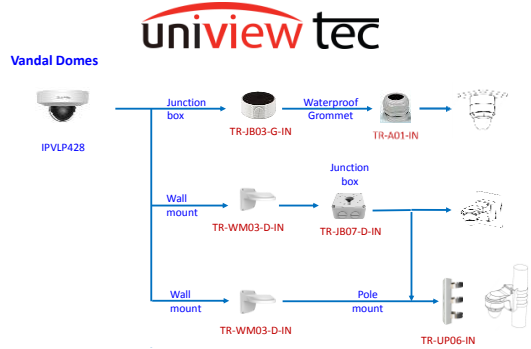 uniview tec
Vandal Domes
IPVLP428
Junction
box
TR-JB03-G-IN
Waterproof
Grommet
TR-A01-IN
Wall
mount
TR-WM03-D-IN
Junction
box
TR-JB07-D-IN
Wall
mount
TR-WM03-D-IN
Pole
mount
TR-UP06-IN